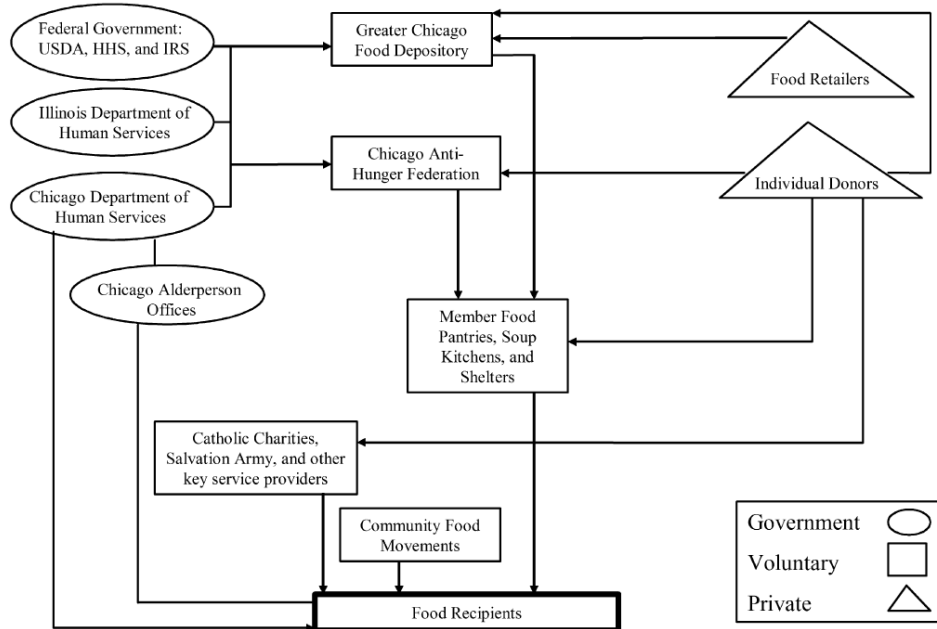 Federal Government:
USDA, HHS, and IRS
Greater Chicago
Food Depository
Food Retailers
Illinois Department of
Human Services
Chicago Anti-
Hunger Federation
Individual Donors
Chicago Department of
Human Services
Chicago Alderperson
Offices
Member Food
Pantries, Soup
Kitchens, and
Shelters
Catholic Charities,
Salvation Army, and other
key service providers
Community Food
Movements
Food Recipients
Government
Voluntary
Private